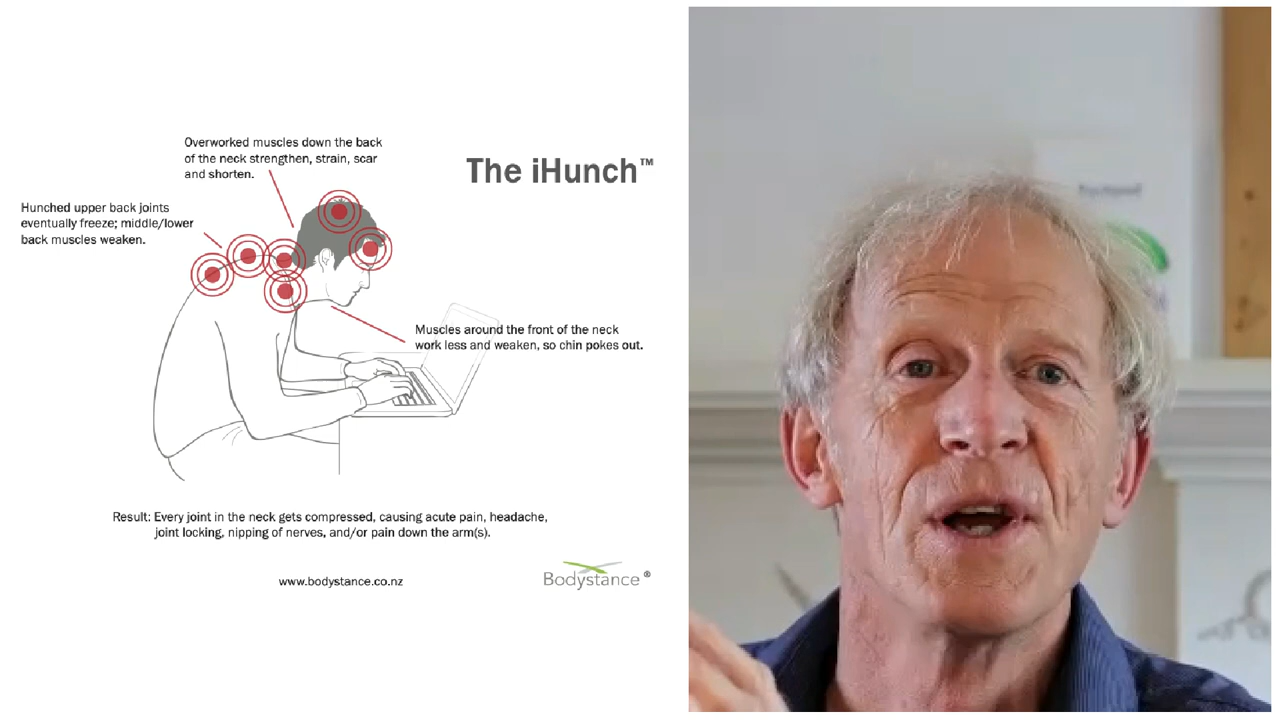 Overworked muscles down the back
of the neck strengthen, strain, scar
and shorten.
The iHunch™
Hunched upper back joints
eventually freeze; middle/lower
back muscles weaken.
Muscles around the front of the neck
work less and weaken, so chin pokes out.
Result: Every joint in the neck gets compressed, causing acute pain, headache,
joint locking, nipping of nerves, and/or pain down the arm(s).
www.bodystance.co.nz
Bodystance®